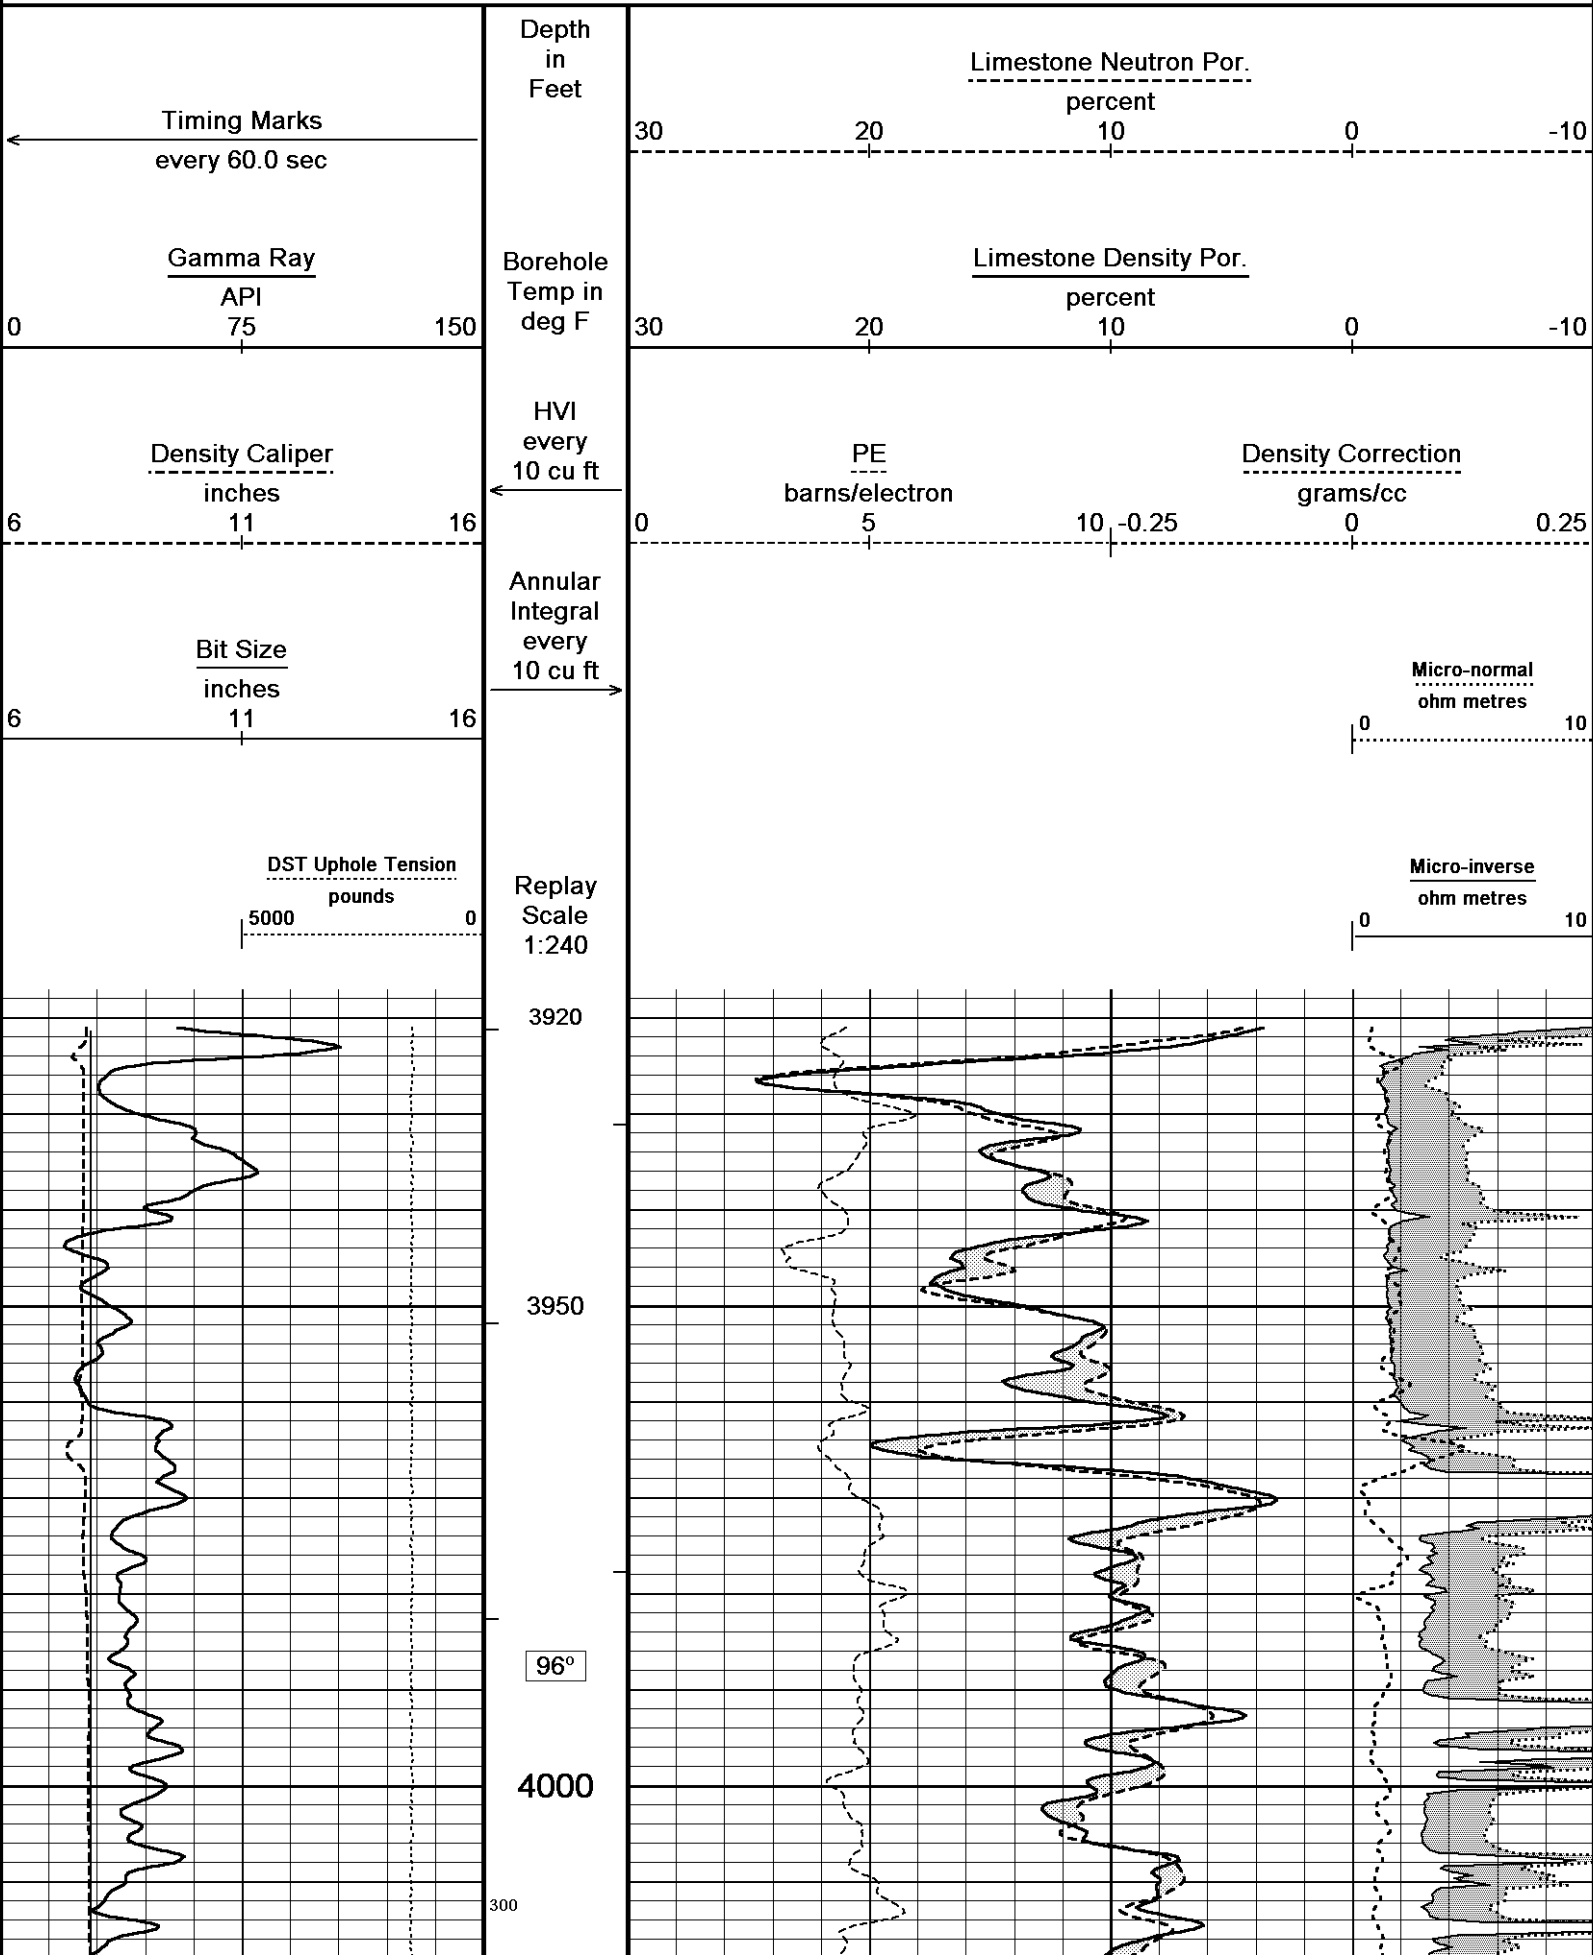 Timing Marks
every 60.0 sec
Gamma Ray
API
0 75 150
Density Caliper
inches
6 11 16
Bit Size
inches
6 11 16
DST Uphole Tension
pounds
5000 0
Depth
in
Feet
Borehole
Temp in
deg F
HVI
every
10 cu ft
Annular
Integral
every
10 cu ft
Replay
Scale
1:240
Limestone Neutron Por.
percent
30 20 10 0 -10
Limestone Density Por.
percent
30 20 10 0 -10
PE
barns/electron
0 5 10
Density Correction
grams/cc
-0.25 0 0.25
Micro-normal
ohm metres
0 10
Micro-inverse
ohm metres
0 10
3920
3950
96º
4000
300